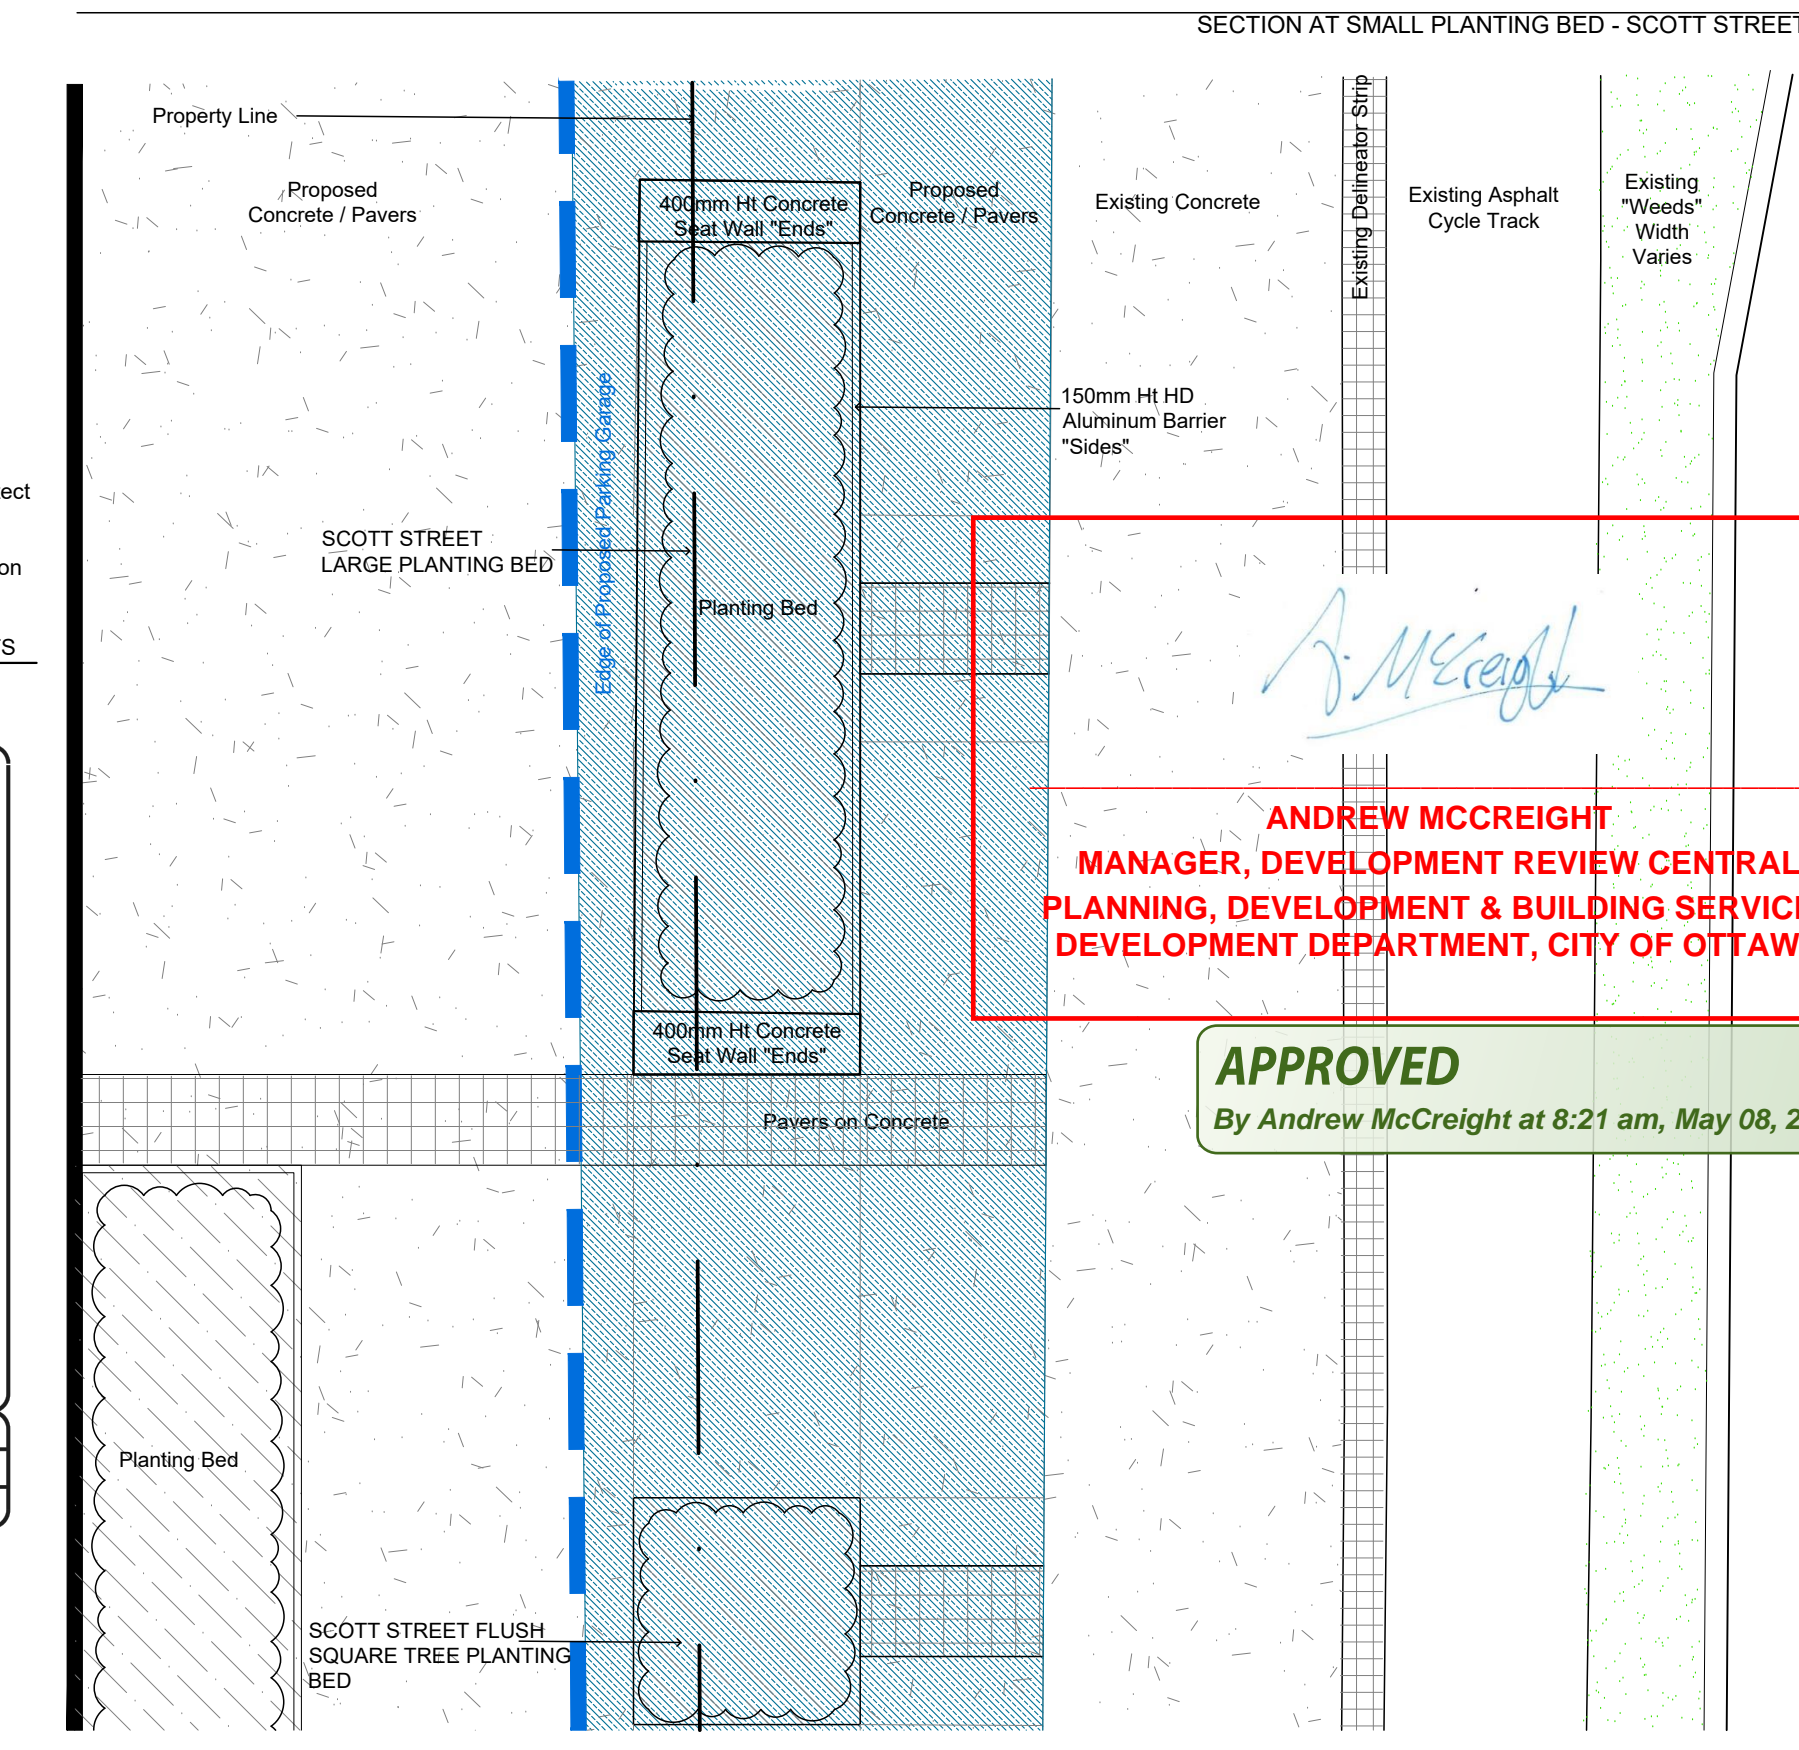 SECTION AT SMALL PLANTING BED - SCOTT STREET
Property Line
Proposed
Concrete / Pavers
400mm Ht Concrete
Seat Wall "Ends"
Proposed
Concrete / Pavers
Existing Concrete
Existing Delineator Strip
Existing Asphalt
Cycle Track
Existing
"Weeds"
Width
Varies
150mm Ht HD
Aluminum Barrier
"Sides"
Edge of Proposed Parking Garage
SCOTT STREET
LARGE PLANTING BED
Planting Bed
A. McCreight
ANDREW MCCREIGHT
MANAGER, DEVELOPMENT REVIEW CENTRAL
PLANNING, DEVELOPMENT & BUILDING SERVIC
DEVELOPMENT DEPARTMENT, CITY OF OTTAW
400mm Ht Concrete
Seat Wall "Ends"
APPROVED
By Andrew McCreight at 8:21 am, May 08, 2
Pavers on Concrete
Planting Bed
SCOTT STREET FLUSH
SQUARE TREE PLANTING
BED